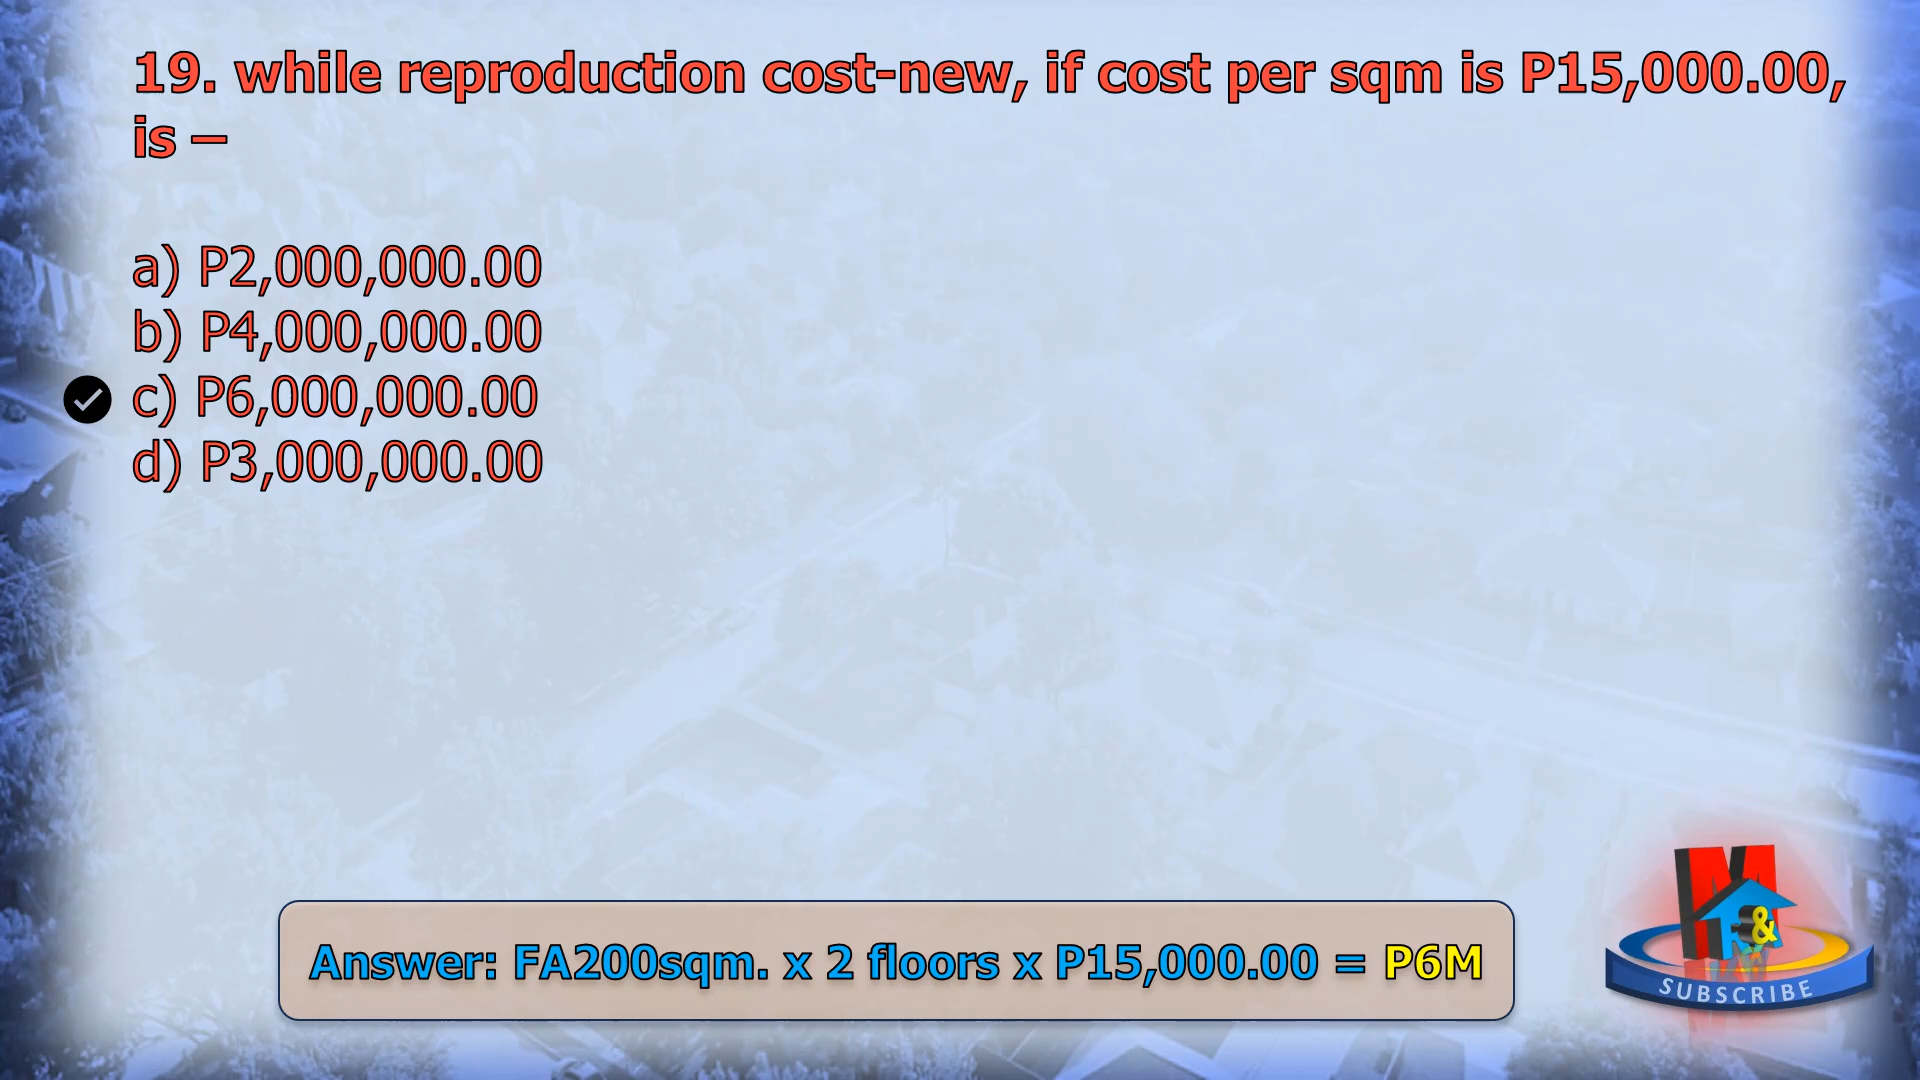 19. while reproduction cost-new, if cost per sqm is P15,000.00,
is –
a) P2,000,000.00
b) P4,000,000.00
c) P6,000,000.00
d) P3,000,000.00
Answer: FA200sqm. x 2 floors x P15,000.00 = P6M
M
&
SUBSCRIBE